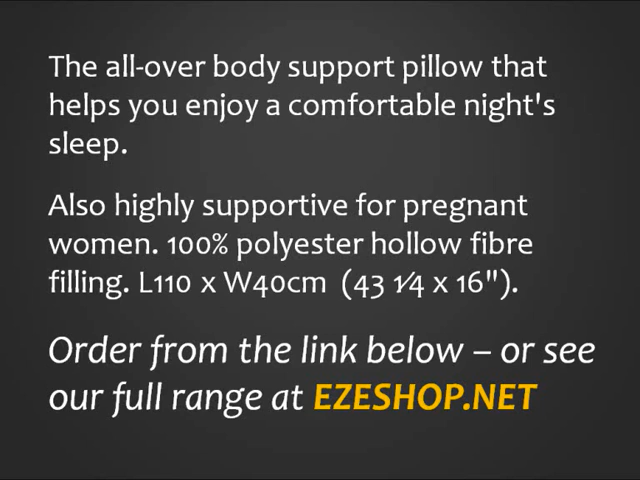 The all-over body support pillow that
helps you enjoy a comfortable night's
sleep.
Also highly supportive for pregnant
women. 100% polyester hollow fibre
filling. L110 x W40cm  (43 1⁄4 x 16").
Order from the link below – or see
our full range at EZESHOP.NET